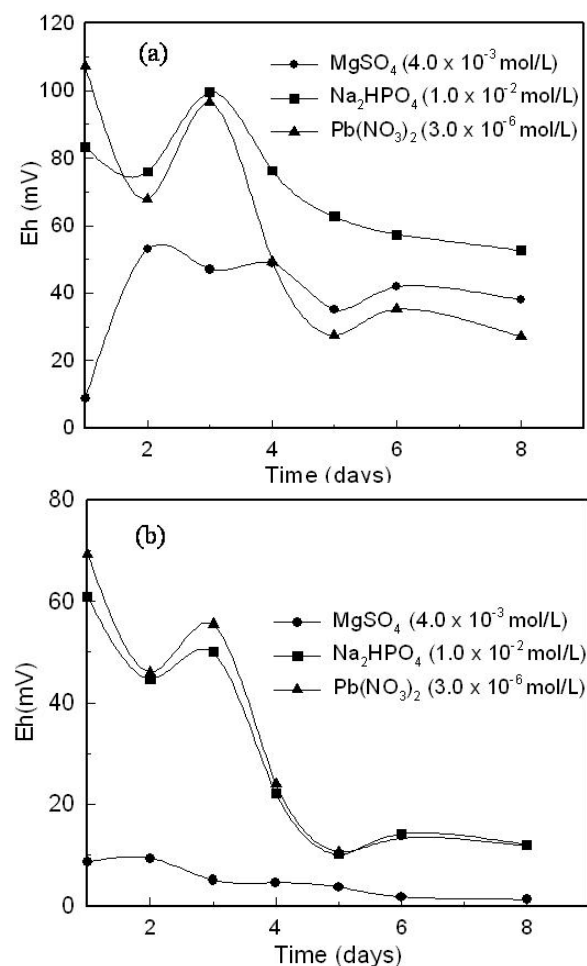 120
(a)
MgSO₄ (4.0 x 10⁻³ mol/L)
100
Na₂HPO₄ (1.0 x 10⁻² mol/L)
Pb(NO₃)₂ (3.0 x 10⁻⁶ mol/L)
80
Eh (mV)
60
40
20
0
2 4 6 8
Time (days)
80
(b)
60
MgSO₄ (4.0 x 10⁻³ mol/L)
Na₂HPO₄ (1.0 x 10⁻² mol/L)
Pb(NO₃)₂ (3.0 x 10⁻⁶ mol/L)
Eh(mV)
40
20
0
2 4 6 8
Time (days)